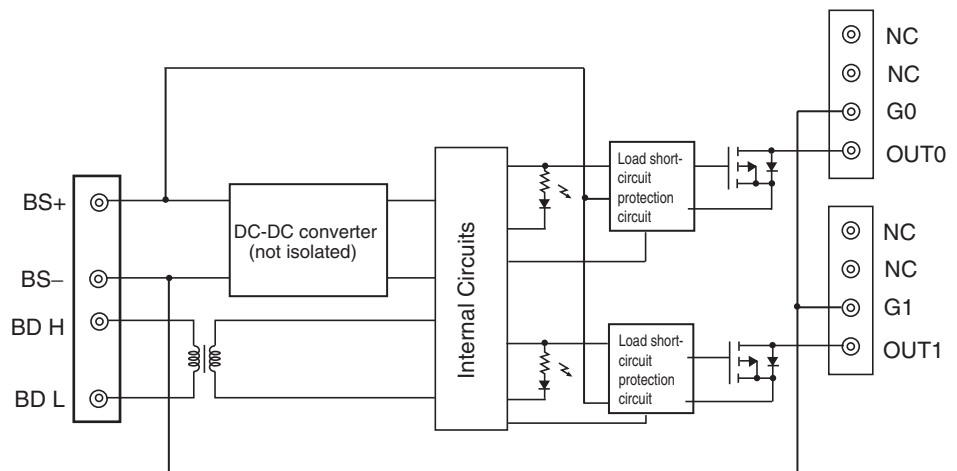 BS+
BS–
BD H
BD L
DC-DC converter
(not isolated)
Internal Circuits
Load short-
circuit
protection
circuit
Load short-
circuit
protection
circuit
NC
NC
G0
OUT0
NC
NC
G1
OUT1